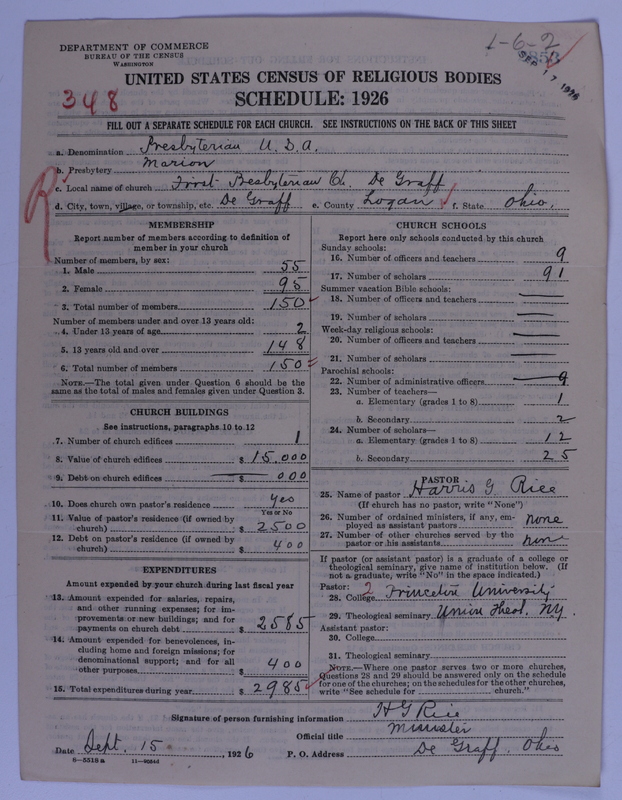 DEPARTMENT OF COMMERCE
BUREAU OF THE CENSUS
WASHINGTON
1-6-2
SEP 17 1926
UNITED STATES CENSUS OF RELIGIOUS BODIES
348
SCHEDULE: 1926
FILL OUT A SEPARATE SCHEDULE FOR EACH CHURCH. SEE INSTRUCTIONS ON THE BACK OF THIS SHEET
a. Denomination Presbyterian U.S.A.
b. Presbytery Marion
c. Local name of church First Presbyterian Ch. De Graff
d. City, town, village, or township, etc. De Graff e. County Logan f. State Ohio.
R
MEMBERSHIP
Report number of members according to definition of member in your church
Number of members, by sex:
1. Male 55
2. Female 95
3. Total number of members 150
Number of members under and over 13 years old:
4. Under 13 years of age 2
5. 13 years old and over 148
6. Total number of members 150
NOTE.—The total given under Question 6 should be the same as the total of males and females given under Question 3.
CHURCH BUILDINGS
See instructions, paragraphs 10 to 12
7. Number of church edifices 1
8. Value of church edifices $ 15.000
9. Debt on church edifices $ 000
10. Does church own pastor's residence yes
Yes or No
11. Value of pastor's residence (if owned by church) $ 2500
12. Debt on pastor's residence (if owned by church) $ 400
EXPENDITURES
Amount expended by your church during last fiscal year
13. Amount expended for salaries, repairs, and other running expenses; for improvements or new buildings; and for payments on church debt $ 2585
14. Amount expended for benevolences, including home and foreign missions; for denominational support; and for all other purposes $ 400
15. Total expenditures during year $ 2985
CHURCH SCHOOLS
Report here only schools conducted by this church
Sunday schools:
16. Number of officers and teachers 9
17. Number of scholars 91
Summer vacation Bible schools:
18. Number of officers and teachers
19. Number of scholars
Week-day religious schools:
20. Number of officers and teachers
21. Number of scholars
Parochial schools:
22. Number of administrative officers 9
23. Number of teachers—
a. Elementary (grades 1 to 8) 1
b. Secondary 2
24. Number of scholars—
a. Elementary (grades 1 to 8) 12
b. Secondary 25
PASTOR
25. Name of pastor Harris G Rice
(If church has no pastor, write "None")
26. Number of ordained ministers, if any, employed as assistant pastors none
27. Number of other churches served by the pastor or his assistants none
If pastor (or assistant pastor) is a graduate of a college or theological seminary, give name of institution below. (If not a graduate, write "No" in the space indicated.)
Pastor:
28. College 2 Princeton University
29. Theological seminary Union Theol. NY.
Assistant pastor:
30. College
31. Theological seminary
NOTE.—Where one pastor serves two or more churches, Questions 28 and 29 should be answered only on the schedule for one of the churches; on the schedules for the other churches, write "See schedule for church."
Signature of person furnishing information H G Rice
Official title Minister
Date Sept. 15, 1926 P. O. Address De Graff. Ohio
8—5518 a 11—9054d